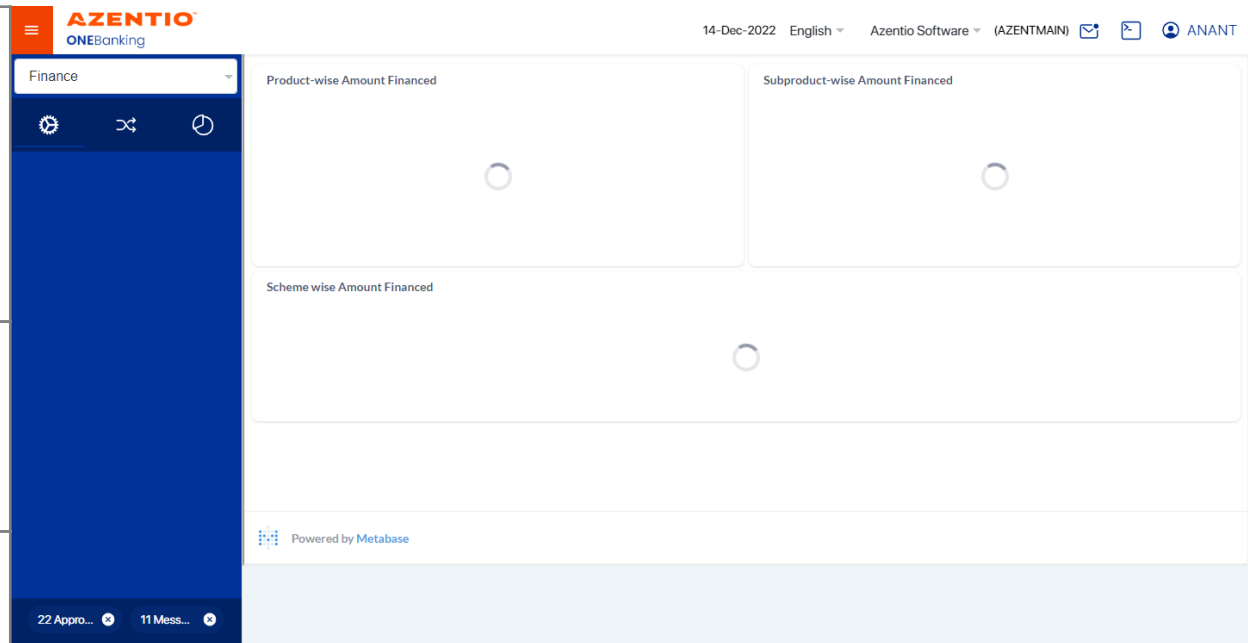 AZENTIO™
ONEBanking
14-Dec-2022 English Azentio Software (AZENTMAIN) ANANT
Finance
Product-wise Amount Financed
Subproduct-wise Amount Financed
Scheme wise Amount Financed
Powered by Metabase
22 Appro... 11 Mess...